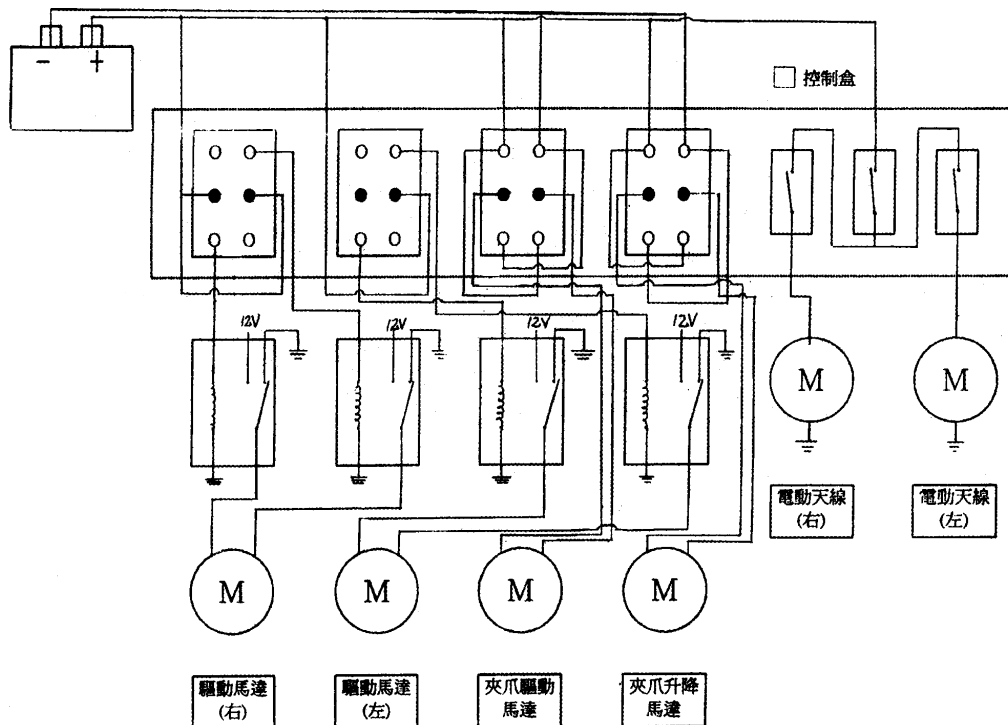 − +
控制盒
12V
12V
12V
12V
M
M
M
M
M
M
電動天線
(右)
電動天線
(左)
驅動馬達
(右)
驅動馬達
(左)
夾爪驅動
馬達
夾爪升降
馬達